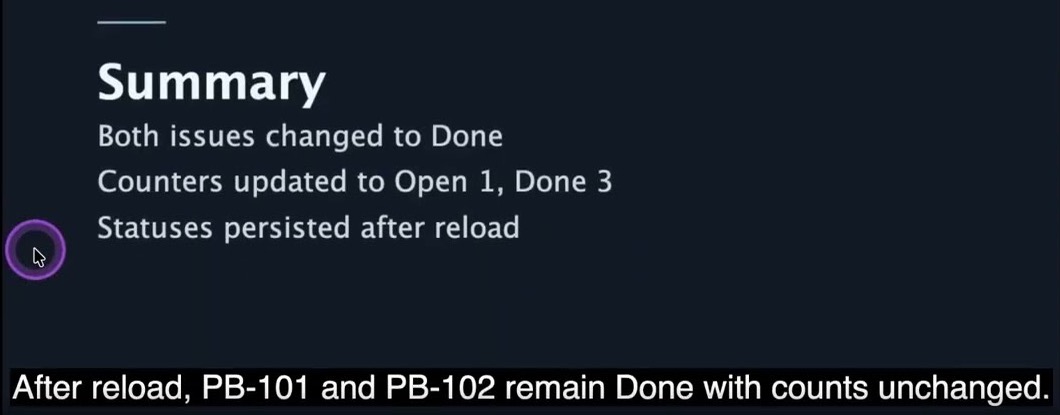 Summary
Both issues changed to Done
Counters updated to Open 1, Done 3
Statuses persisted after reload
After reload, PB-101 and PB-102 remain Done with counts unchanged.